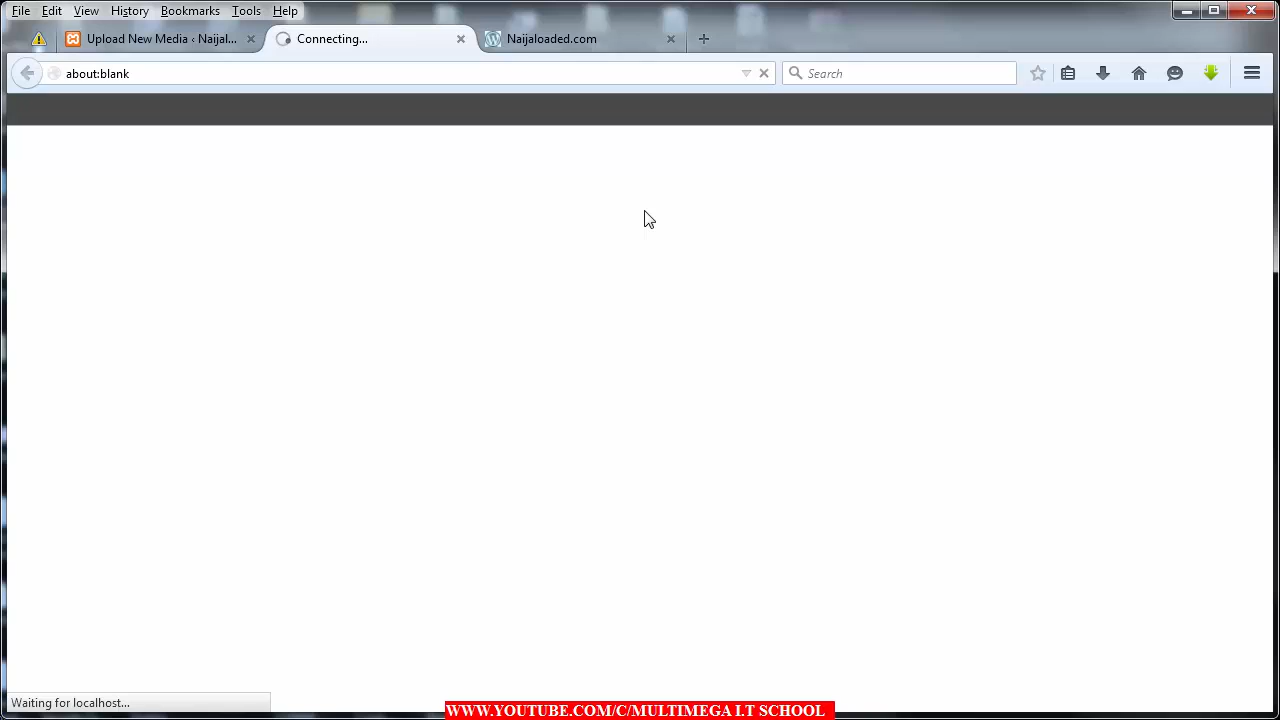 File Edit View History Bookmarks Tools Help
Upload New Media ‹ Naijal... Connecting... Naijaloaded.com
about:blank Search
Waiting for localhost...
WWW.YOUTUBE.COM/C/MULTIMEGA I.T SCHOOL